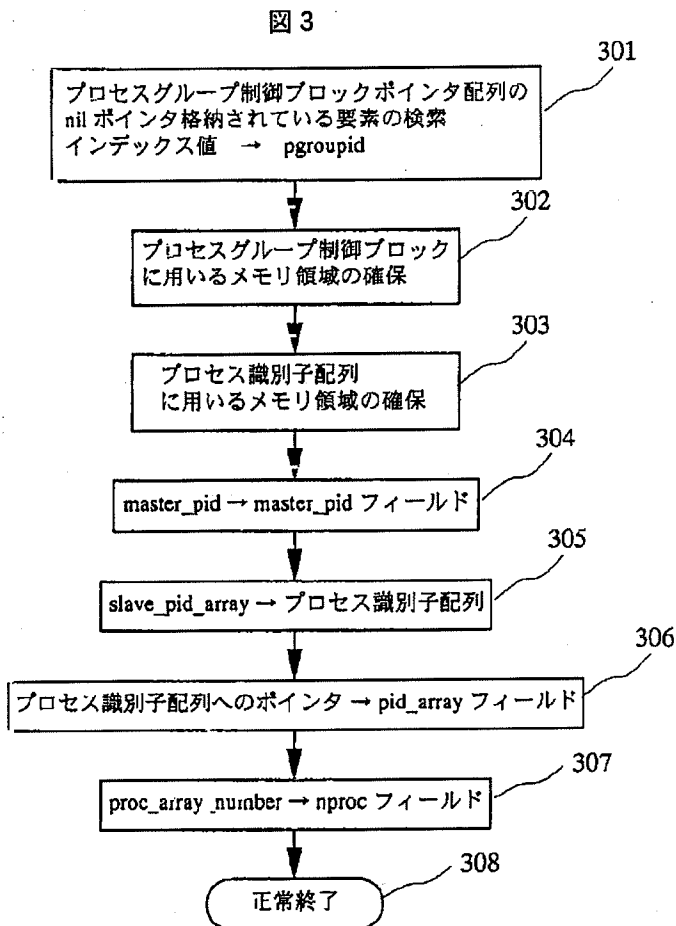 図3
301
プロセスグループ制御ブロックポインタ配列の
nil ポインタ格納されている要素の検索
インデックス値 → pgroupid
302
プロセスグループ制御ブロック
に用いるメモリ領域の確保
303
プロセス識別子配列
に用いるメモリ領域の確保
304
master_pid → master_pid フィールド
305
slave_pid_array → プロセス識別子配列
306
プロセス識別子配列へのポインタ → pid_array フィールド
307
proc_array_number → nproc フィールド
308
正常終了